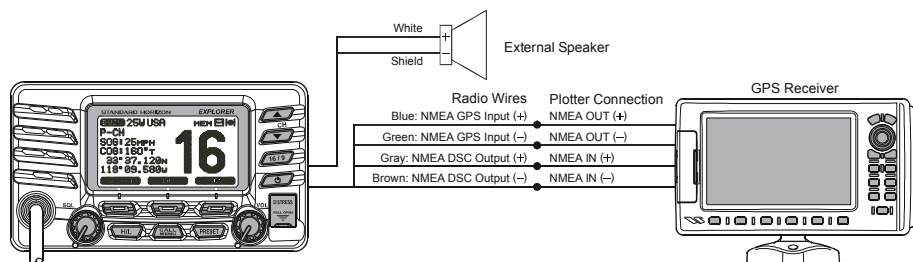 White
+
External Speaker
–
Shield
GPS Receiver
Radio Wires
Plotter Connection
Blue: NMEA GPS Input (+)
NMEA OUT (+)
Green: NMEA GPS Input (–)
NMEA OUT (–)
Gray: NMEA DSC Output (+)
NMEA IN (+)
Brown: NMEA DSC Output (–)
NMEA IN (–)
STANDARD HORIZON
EXPLORER
25W USA
MEM
P-CH
SOG: 25MPH
COG: 160°T
33°37.120N
118°09.580W
16
CH
16 / 9
SQL
VOL
DISTRESS
H/L
CALL
MENU
PRESET